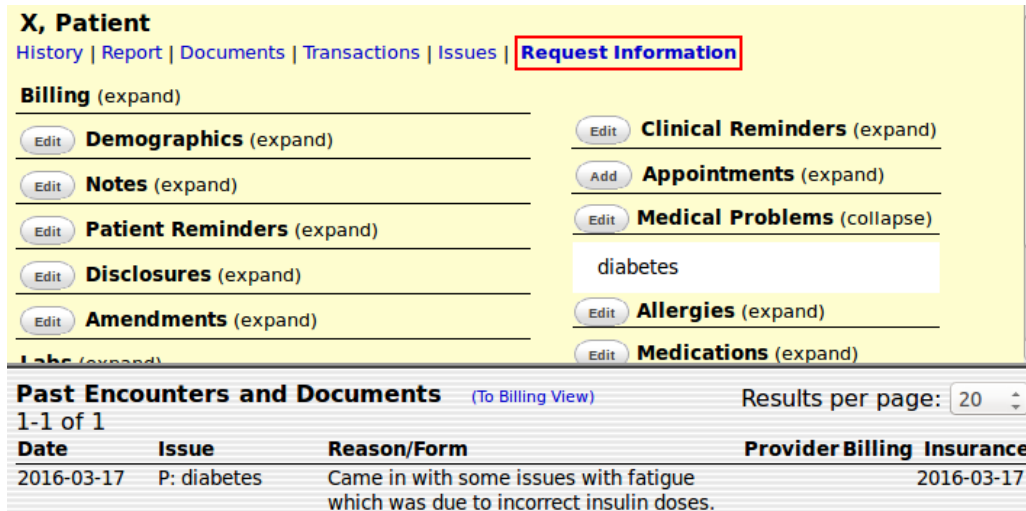 X, Patient
History | Report | Documents | Transactions | Issues | Request Information
Billing (expand)
Edit Demographics (expand)
Edit Notes (expand)
Edit Patient Reminders (expand)
Edit Disclosures (expand)
Edit Amendments (expand)
Labs (expand)
Edit Clinical Reminders (expand)
Add Appointments (expand)
Edit Medical Problems (collapse)
diabetes
Edit Allergies (expand)
Edit Medications (expand)
Past Encounters and Documents (To Billing View) Results per page: 20
1-1 of 1
Date Issue Reason/Form Provider Billing Insurance
2016-03-17 P: diabetes Came in with some issues with fatigue 2016-03-17
which was due to incorrect insulin doses.